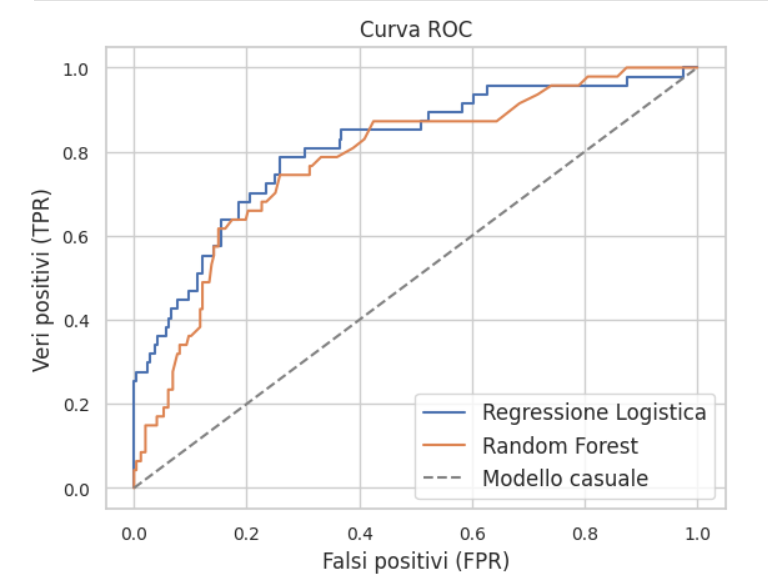 Curva ROC
Veri positivi (TPR)
1.0
0.8
0.6
0.4
0.2
0.0
Regressione Logistica
Random Forest
Modello casuale
0.0 0.2 0.4 0.6 0.8 1.0
Falsi positivi (FPR)